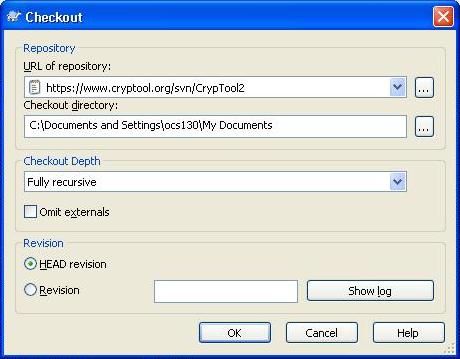 Checkout
Repository
URL of repository:
https://www.cryptool.org/svn/CrypTool2
...
Checkout directory:
C:\Documents and Settings\ocs130\My Documents
...
Checkout Depth
Fully recursive
Omit externals
Revision
HEAD revision
Revision
Show log
OK Cancel Help